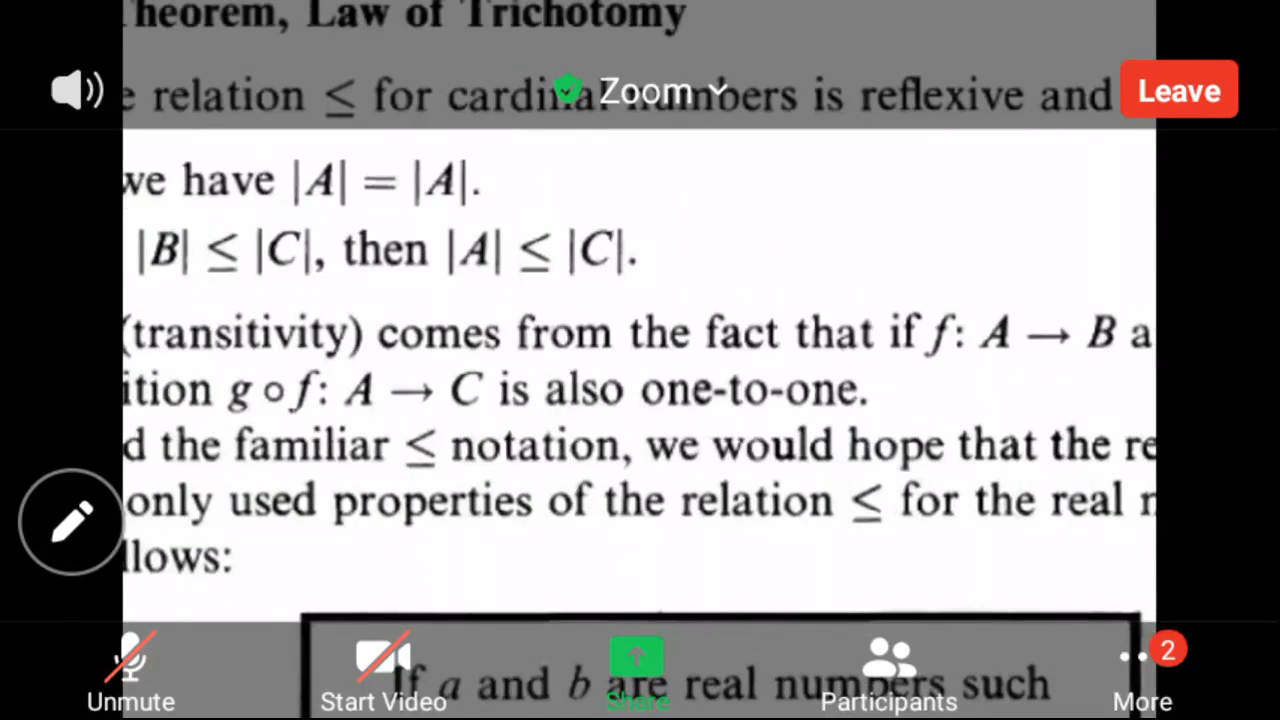 heorem, Law of Trichotomy
e relation ≤ for cardinal numbers is reflexive and
Zoom
Leave
we have |A| = |A|.
|B| ≤ |C|, then |A| ≤ |C|.
(transitivity) comes from the fact that if f: A → B a
ition g ∘ f: A → C is also one-to-one.
d the familiar ≤ notation, we would hope that the re
only used properties of the relation ≤ for the real n
llows:
If a and b are real numbers such
2
Unmute
Start Video
Share
Participants
More